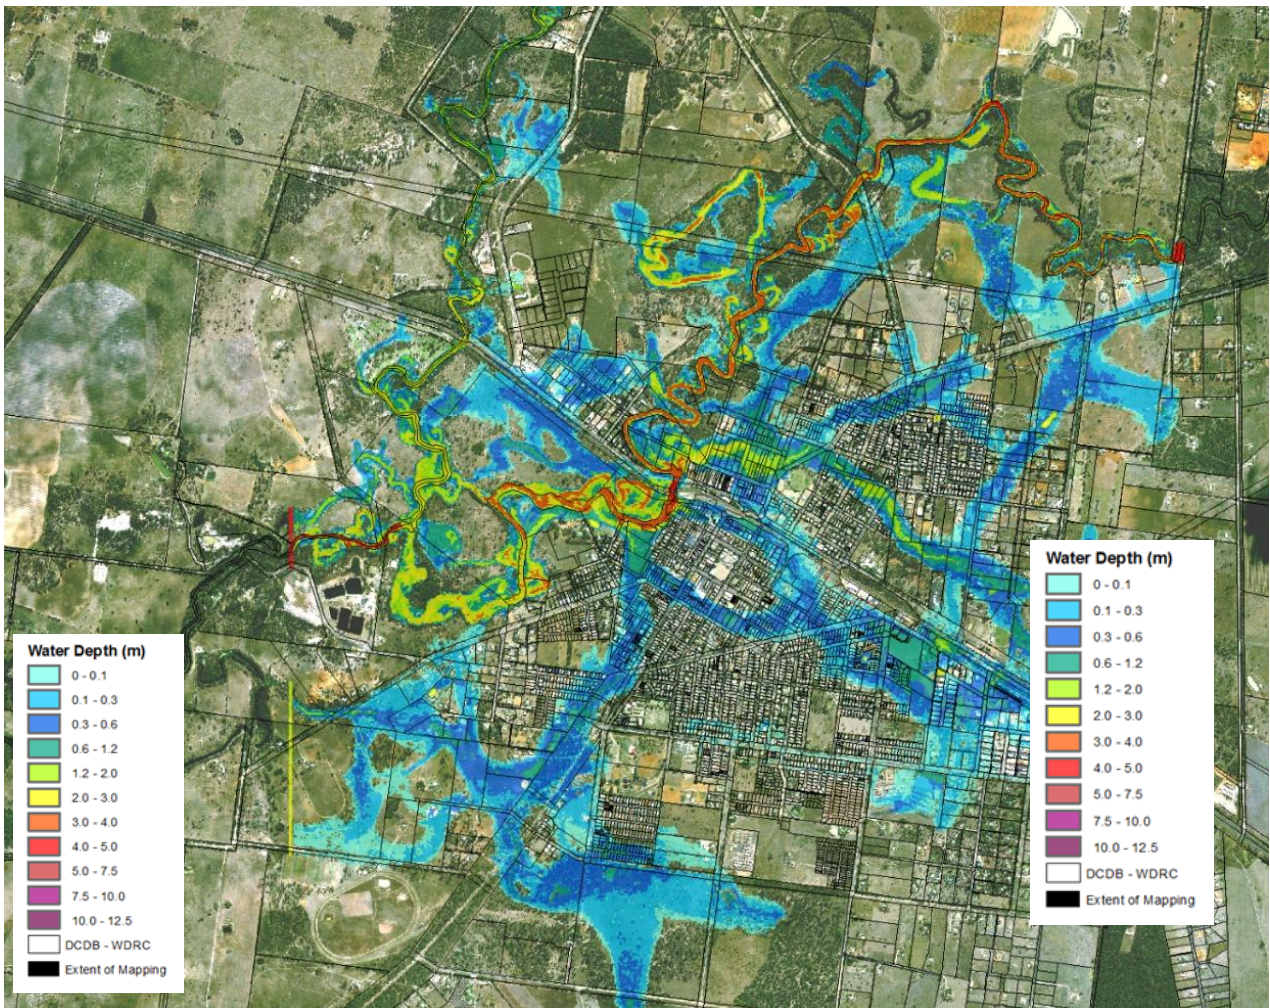 Water Depth (m)
0 - 0.1
0.1 - 0.3
0.3 - 0.6
0.6 - 1.2
1.2 - 2.0
2.0 - 3.0
3.0 - 4.0
4.0 - 5.0
5.0 - 7.5
7.5 - 10.0
10.0 - 12.5
DCDB - WDRC
Extent of Mapping
Water Depth (m)
0 - 0.1
0.1 - 0.3
0.3 - 0.6
0.6 - 1.2
1.2 - 2.0
2.0 - 3.0
3.0 - 4.0
4.0 - 5.0
5.0 - 7.5
7.5 - 10.0
10.0 - 12.5
DCDB - WDRC
Extent of Mapping